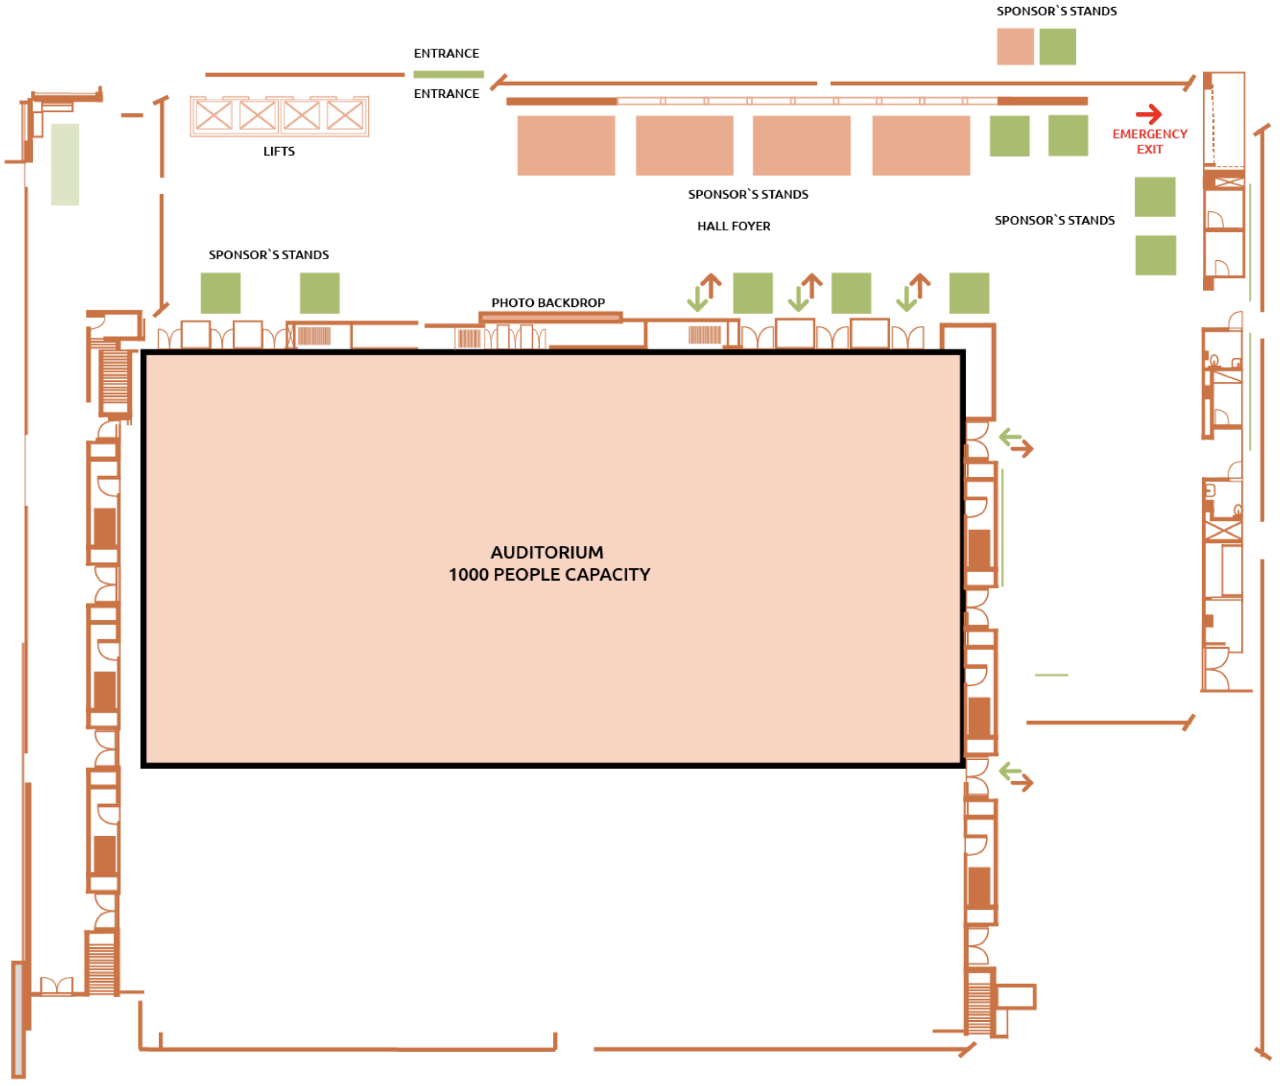 SPONSOR`S STANDS
ENTRANCE
ENTRANCE
EMERGENCY
EXIT
LIFTS
SPONSOR`S STANDS
SPONSOR`S STANDS
HALL FOYER
SPONSOR`S STANDS
PHOTO BACKDROP
AUDITORIUM
1000 PEOPLE CAPACITY